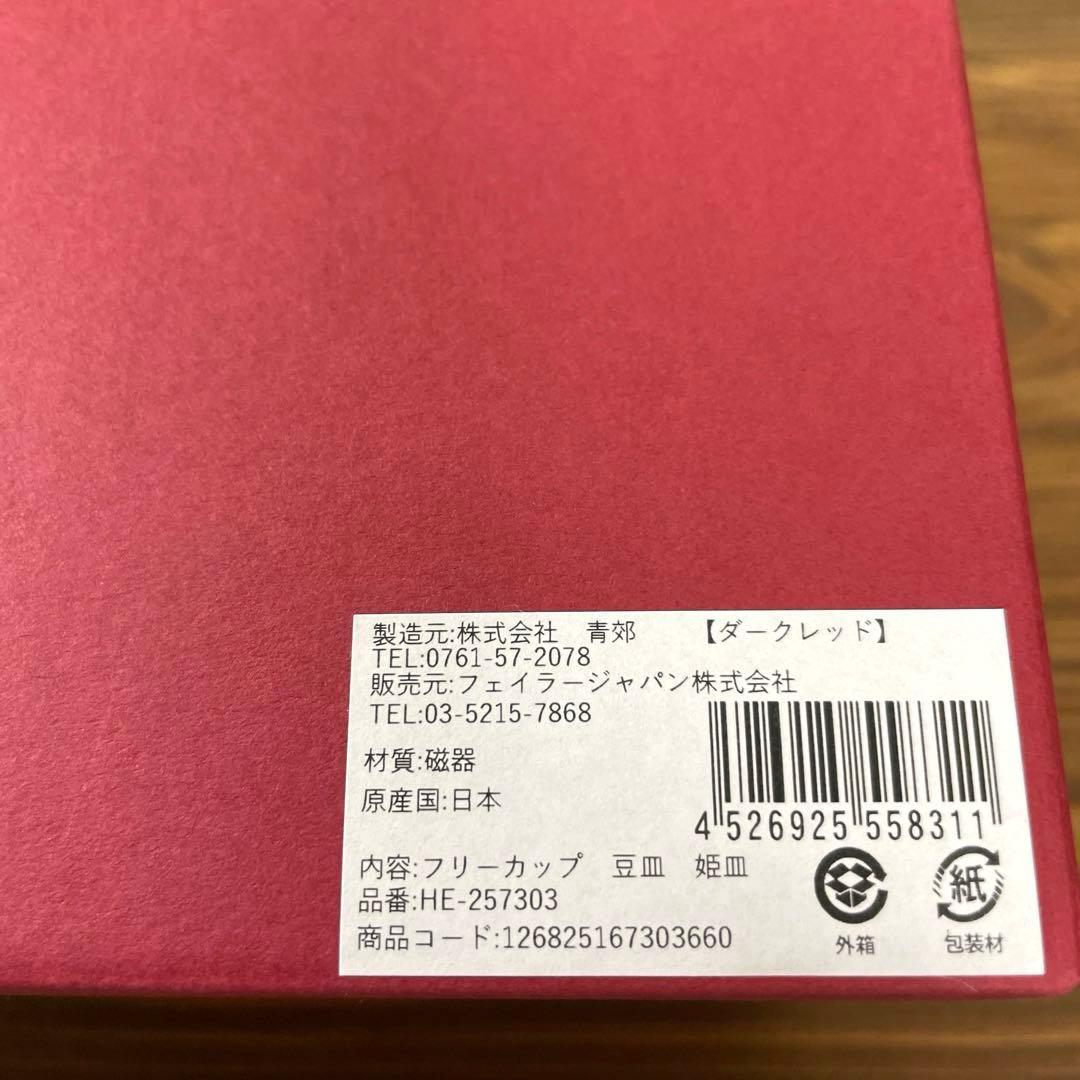 製造元:株式会社　青郊　　【ダークレッド】
TEL:0761-57-2078
販売元:フェイラージャパン株式会社
TEL:03-5215-7868
材質:磁器
原産国:日本
4 526925 558311
内容:フリーカップ　豆皿　姫皿
品番:HE-257303
商品コード:126825167303660
外箱
紙
包装材